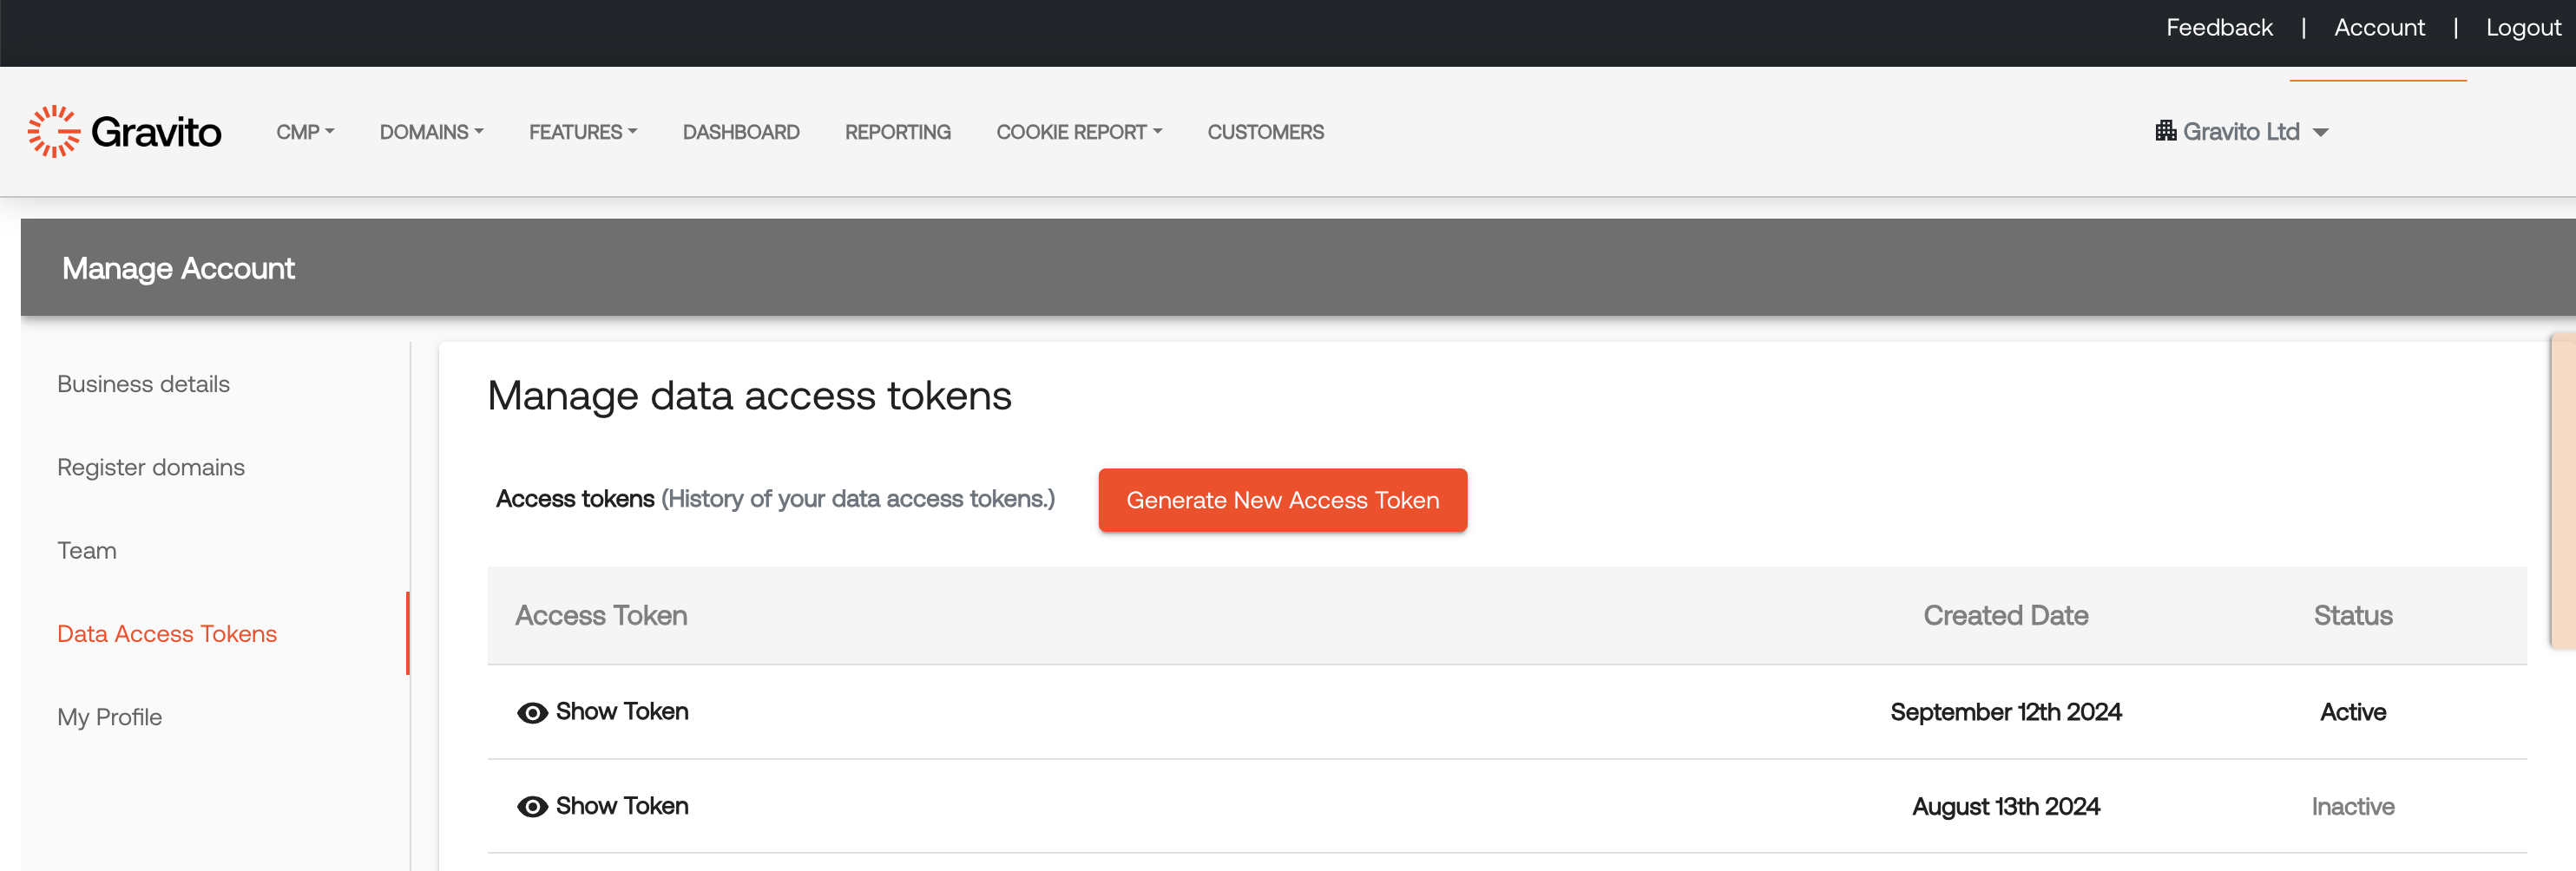 Feedback | Account | Logout
Gravito CMP DOMAINS FEATURES DASHBOARD REPORTING COOKIE REPORT CUSTOMERS Gravito Ltd
Manage Account
Business details
Register domains
Team
Data Access Tokens
My Profile
Manage data access tokens
Access tokens (History of your data access tokens.) Generate New Access Token
Access Token Created Date Status
Show Token September 12th 2024 Active
Show Token August 13th 2024 Inactive